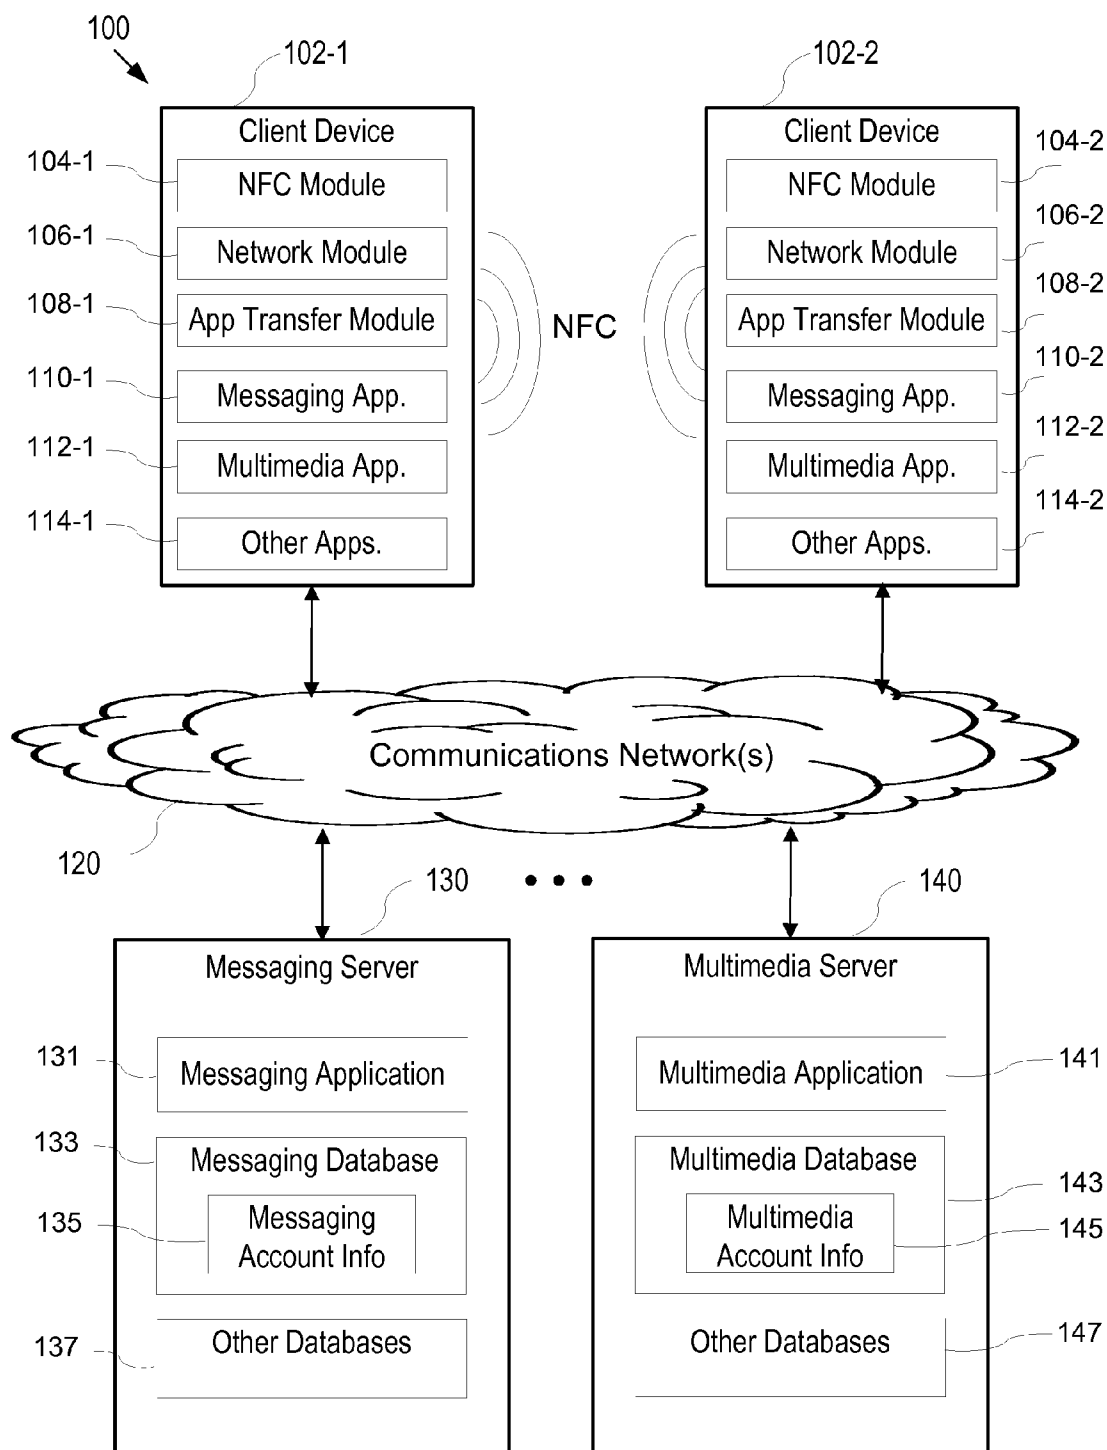 100
102-1
102-2
Client Device
104-1
NFC Module
106-1
Network Module
108-1
App Transfer Module
110-1
Messaging App.
112-1
Multimedia App.
114-1
Other Apps.
NFC
Client Device
104-2
NFC Module
106-2
Network Module
108-2
App Transfer Module
110-2
Messaging App.
112-2
Multimedia App.
114-2
Other Apps.
Communications Network(s)
120
130
140
Messaging Server
131
Messaging Application
133
Messaging Database
135
Messaging
Account Info
137
Other Databases
Multimedia Server
141
Multimedia Application
Multimedia Database
143
Multimedia
Account Info
145
Other Databases
147